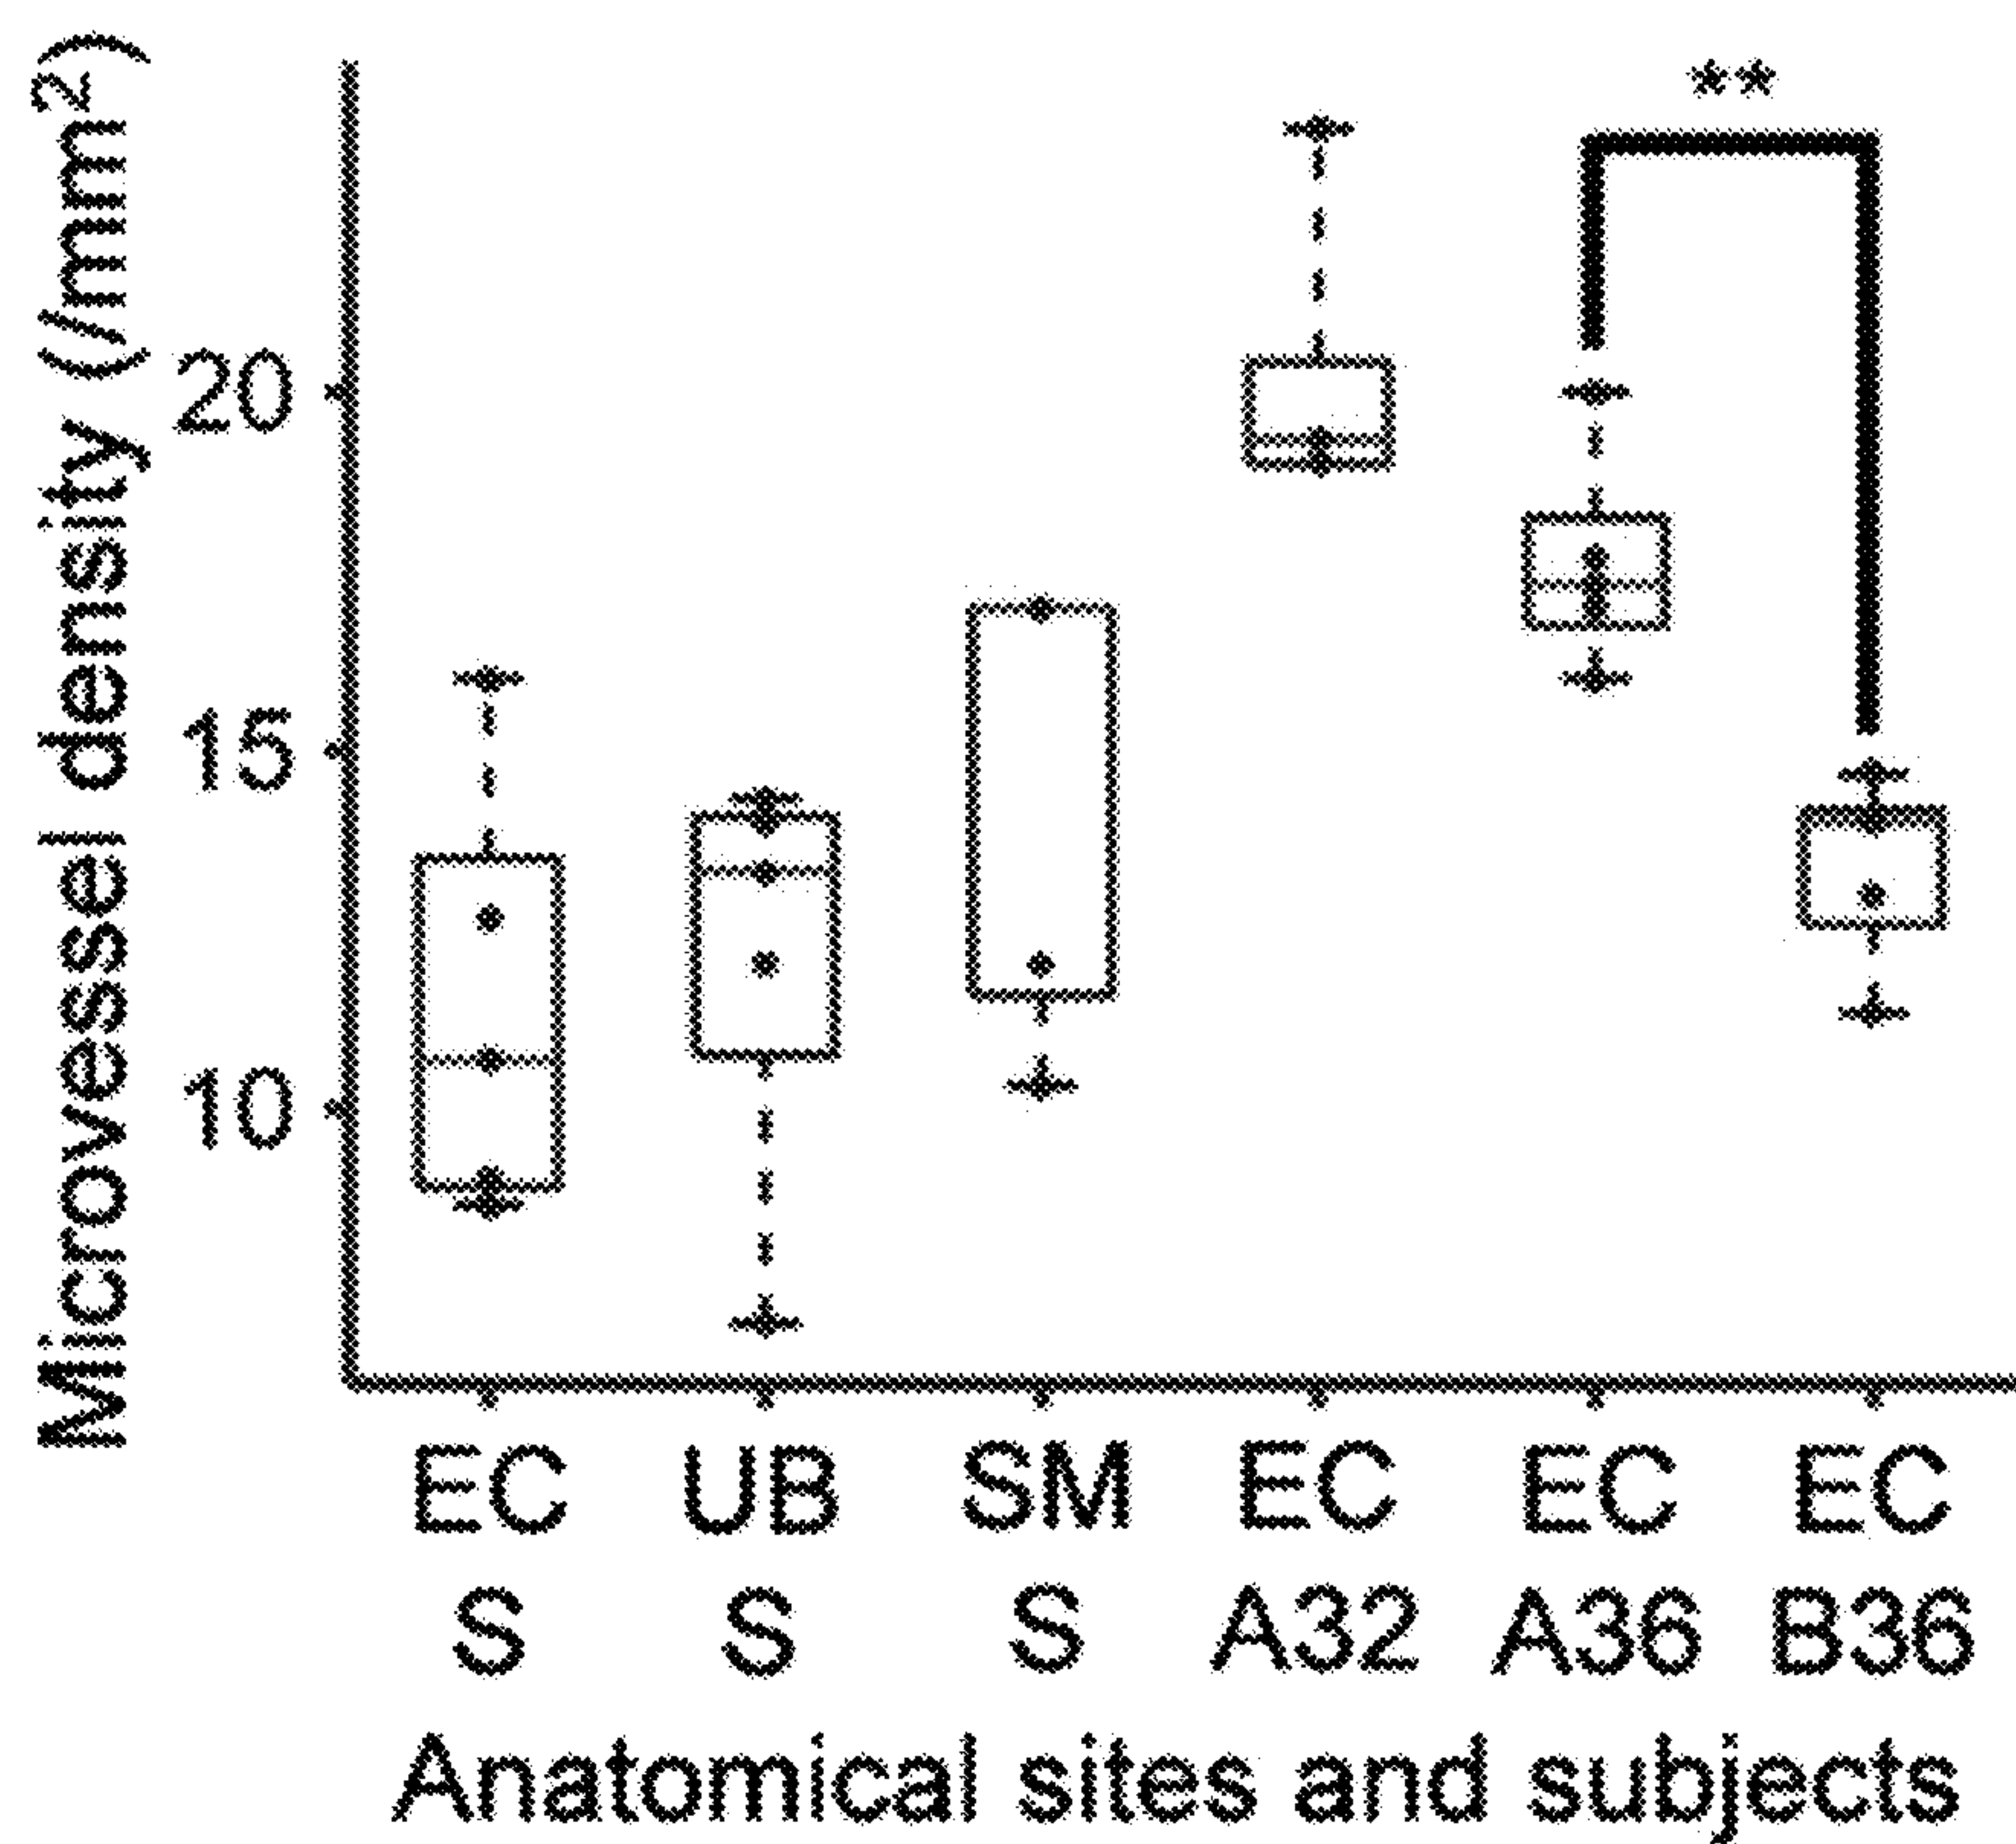 Microvessel density (/mm²)
**
20
15
10
EC UB SM EC EC EC
S S S A32 A36 B36
Anatomical sites and subjects